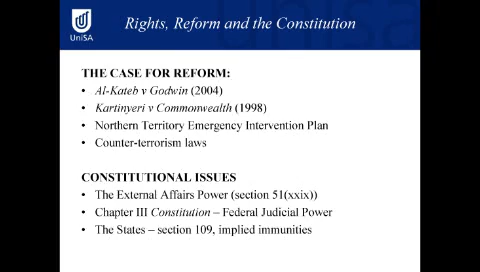 Rights, Reform and the Constitution
UniSA
THE CASE FOR REFORM:
• Al-Kateb v Godwin (2004)
• Kartinyeri v Commonwealth (1998)
• Northern Territory Emergency Intervention Plan
• Counter-terrorism laws
CONSTITUTIONAL ISSUES
• The External Affairs Power (section 51(xxix))
• Chapter III Constitution – Federal Judicial Power
• The States – section 109, implied immunities